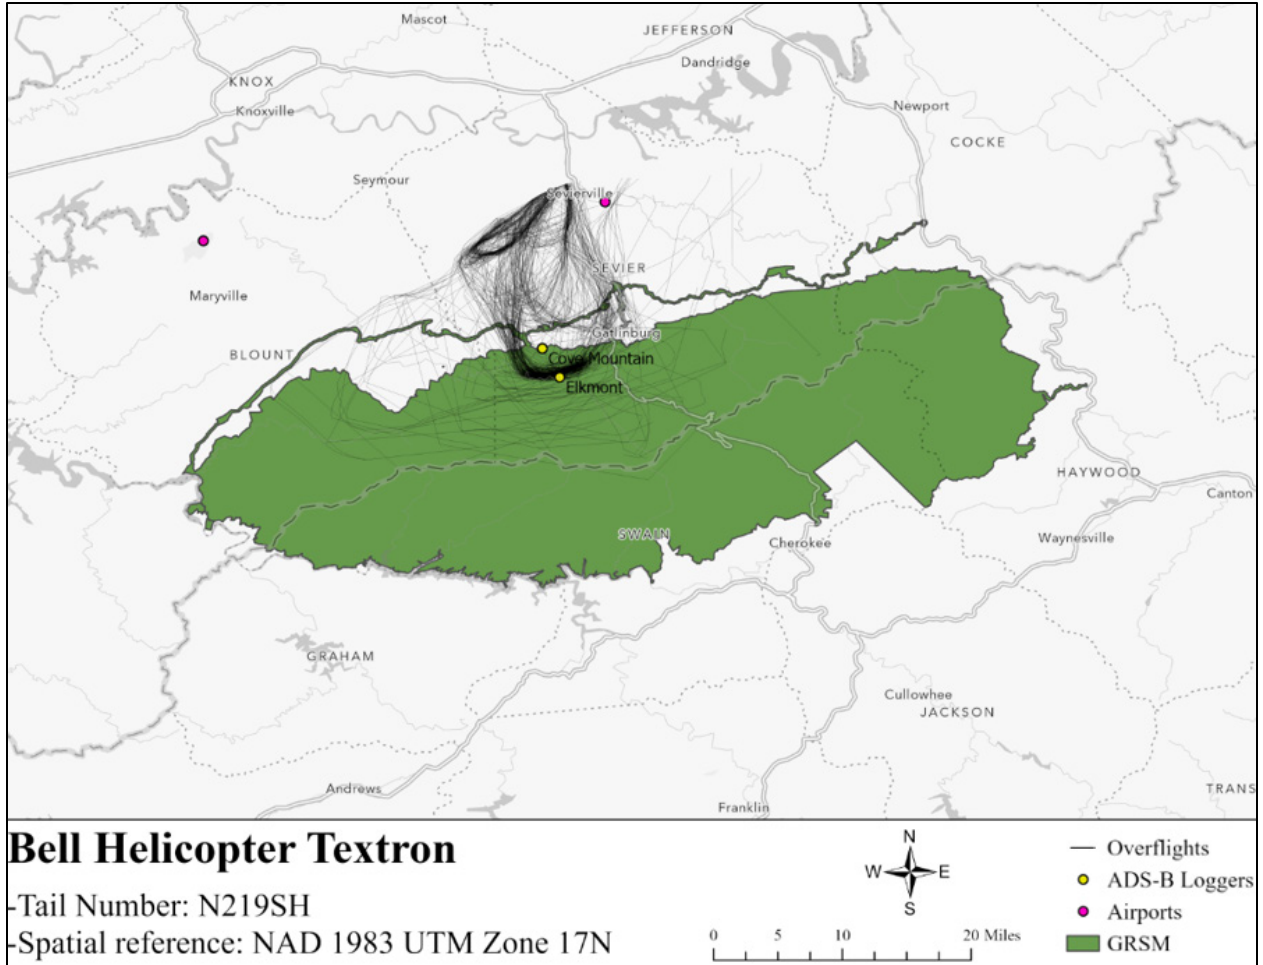 Mascot
JEFFERSON
Dandridge
KNOX
Knoxville
Newport
COCKE
Seymour
Sevierville
SEVIER
Maryville
Gatlinburg
BLOUNT
Cove Mountain
Elkmont
HAYWOOD
Canton
SWAIN
Cherokee
Waynesville
GRAHAM
Cullowhee
JACKSON
Andrews
TRANS
Franklin
Bell Helicopter Textron
-Tail Number: N219SH
-Spatial reference: NAD 1983 UTM Zone 17N
N
W E
S
0 5 10 20 Miles
Overflights
ADS-B Loggers
Airports
GRSM